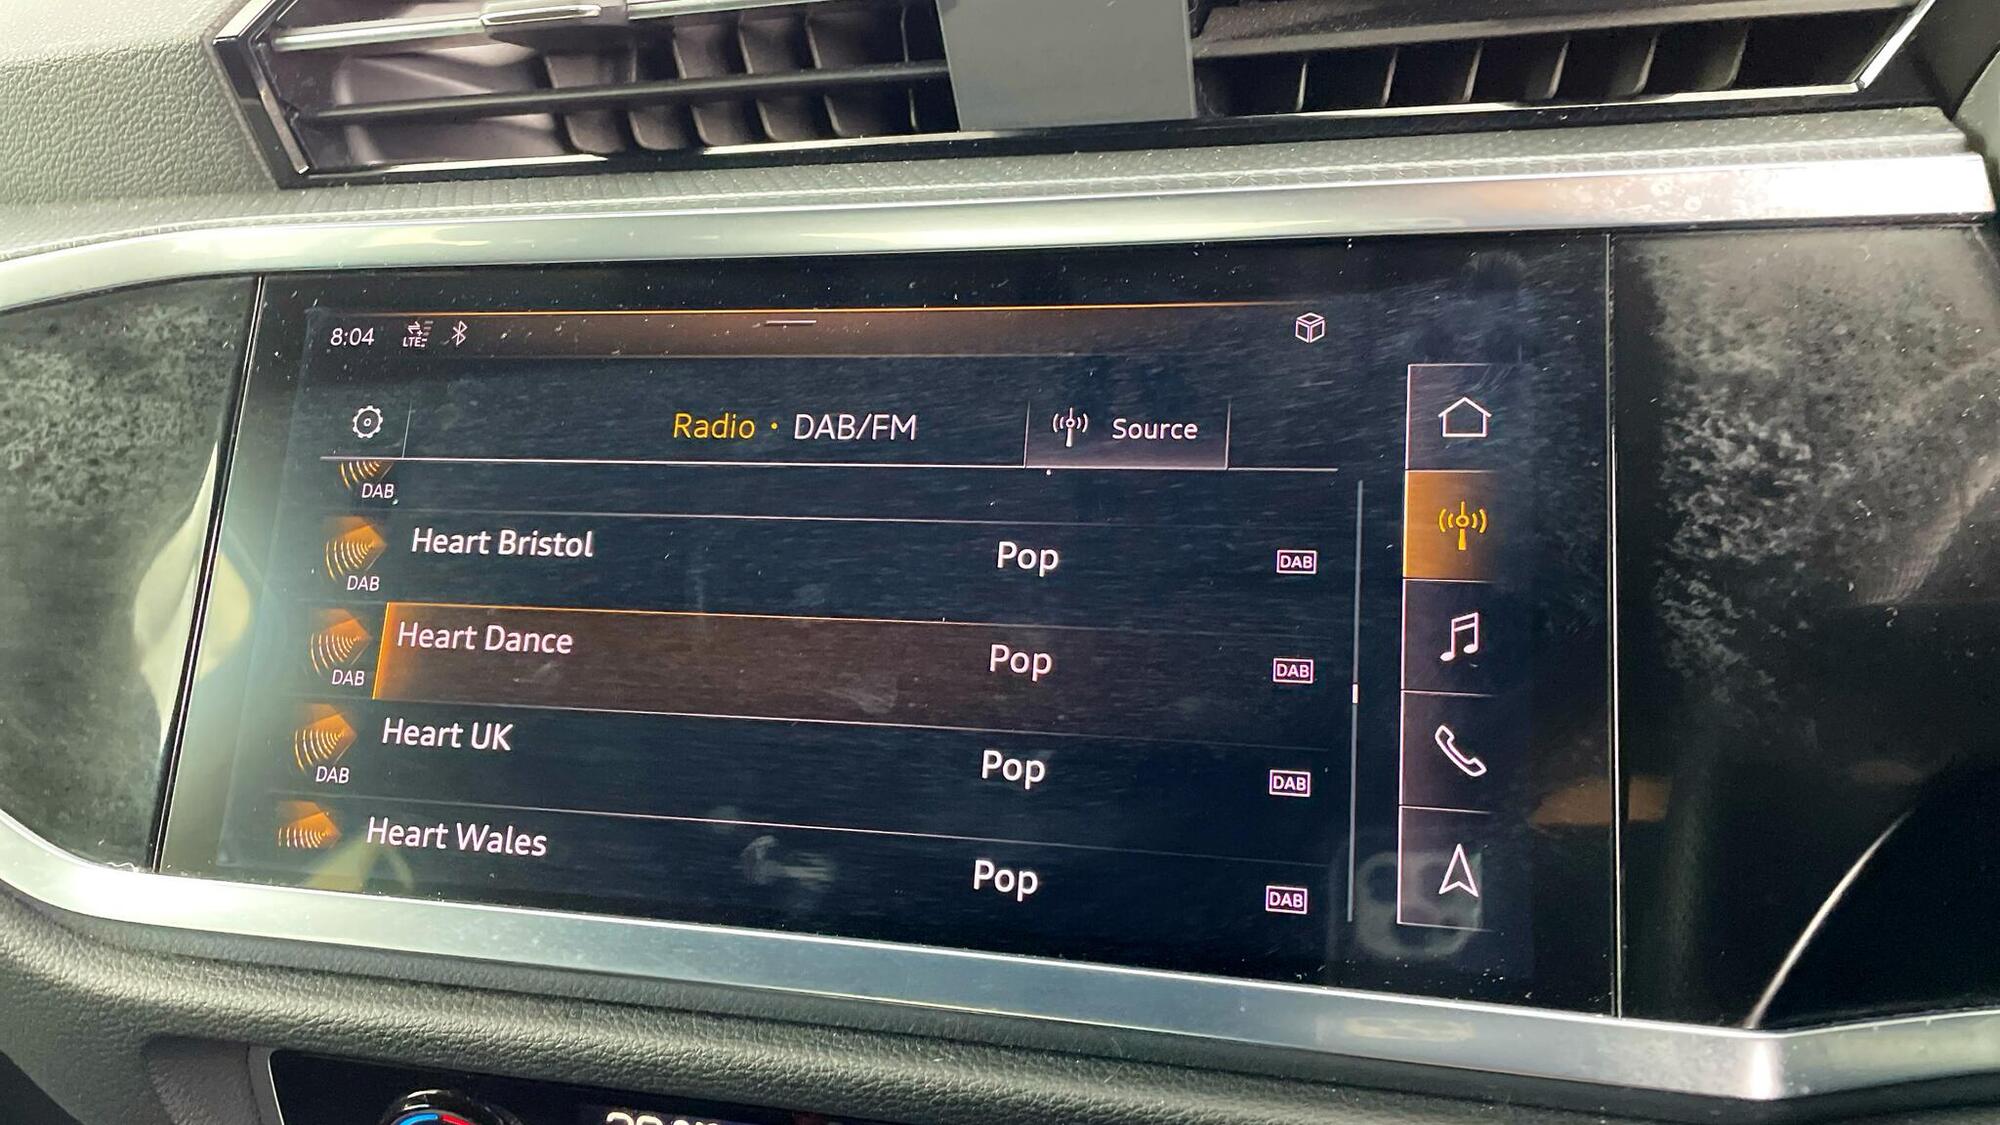 8:04 LTE
Radio • DAB/FM
Source
DAB
Heart Bristol Pop DAB
DAB
Heart Dance Pop DAB
DAB
Heart UK Pop DAB
DAB
Heart Wales Pop DAB